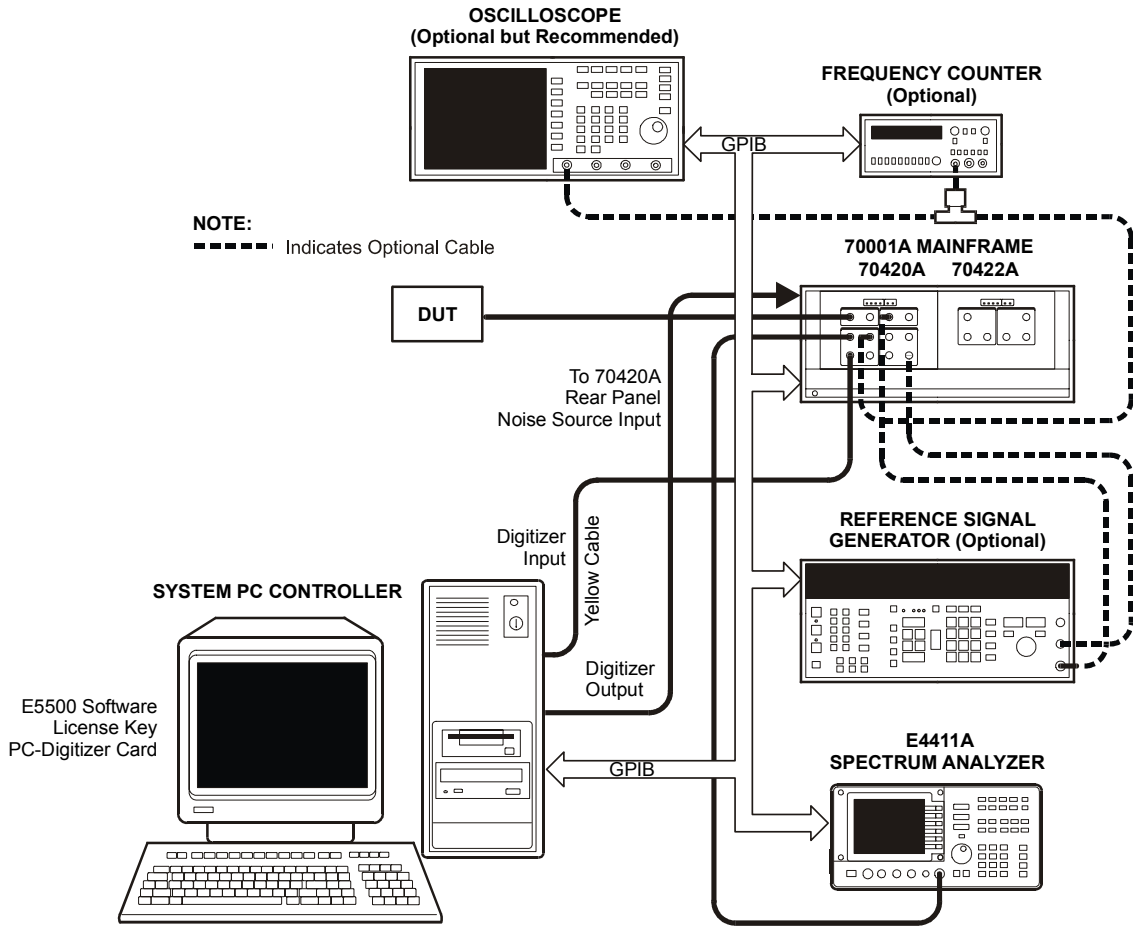 OSCILLOSCOPE
(Optional but Recommended)
FREQUENCY COUNTER
(Optional)
GPIB
NOTE:
Indicates Optional Cable
70001A MAINFRAME
70420A 70422A
DUT
To 70420A
Rear Panel
Noise Source Input
REFERENCE SIGNAL
GENERATOR (Optional)
Digitizer
Input
Yellow Cable
SYSTEM PC CONTROLLER
Digitizer
Output
E5500 Software
License Key
PC-Digitizer Card
GPIB
E4411A
SPECTRUM ANALYZER